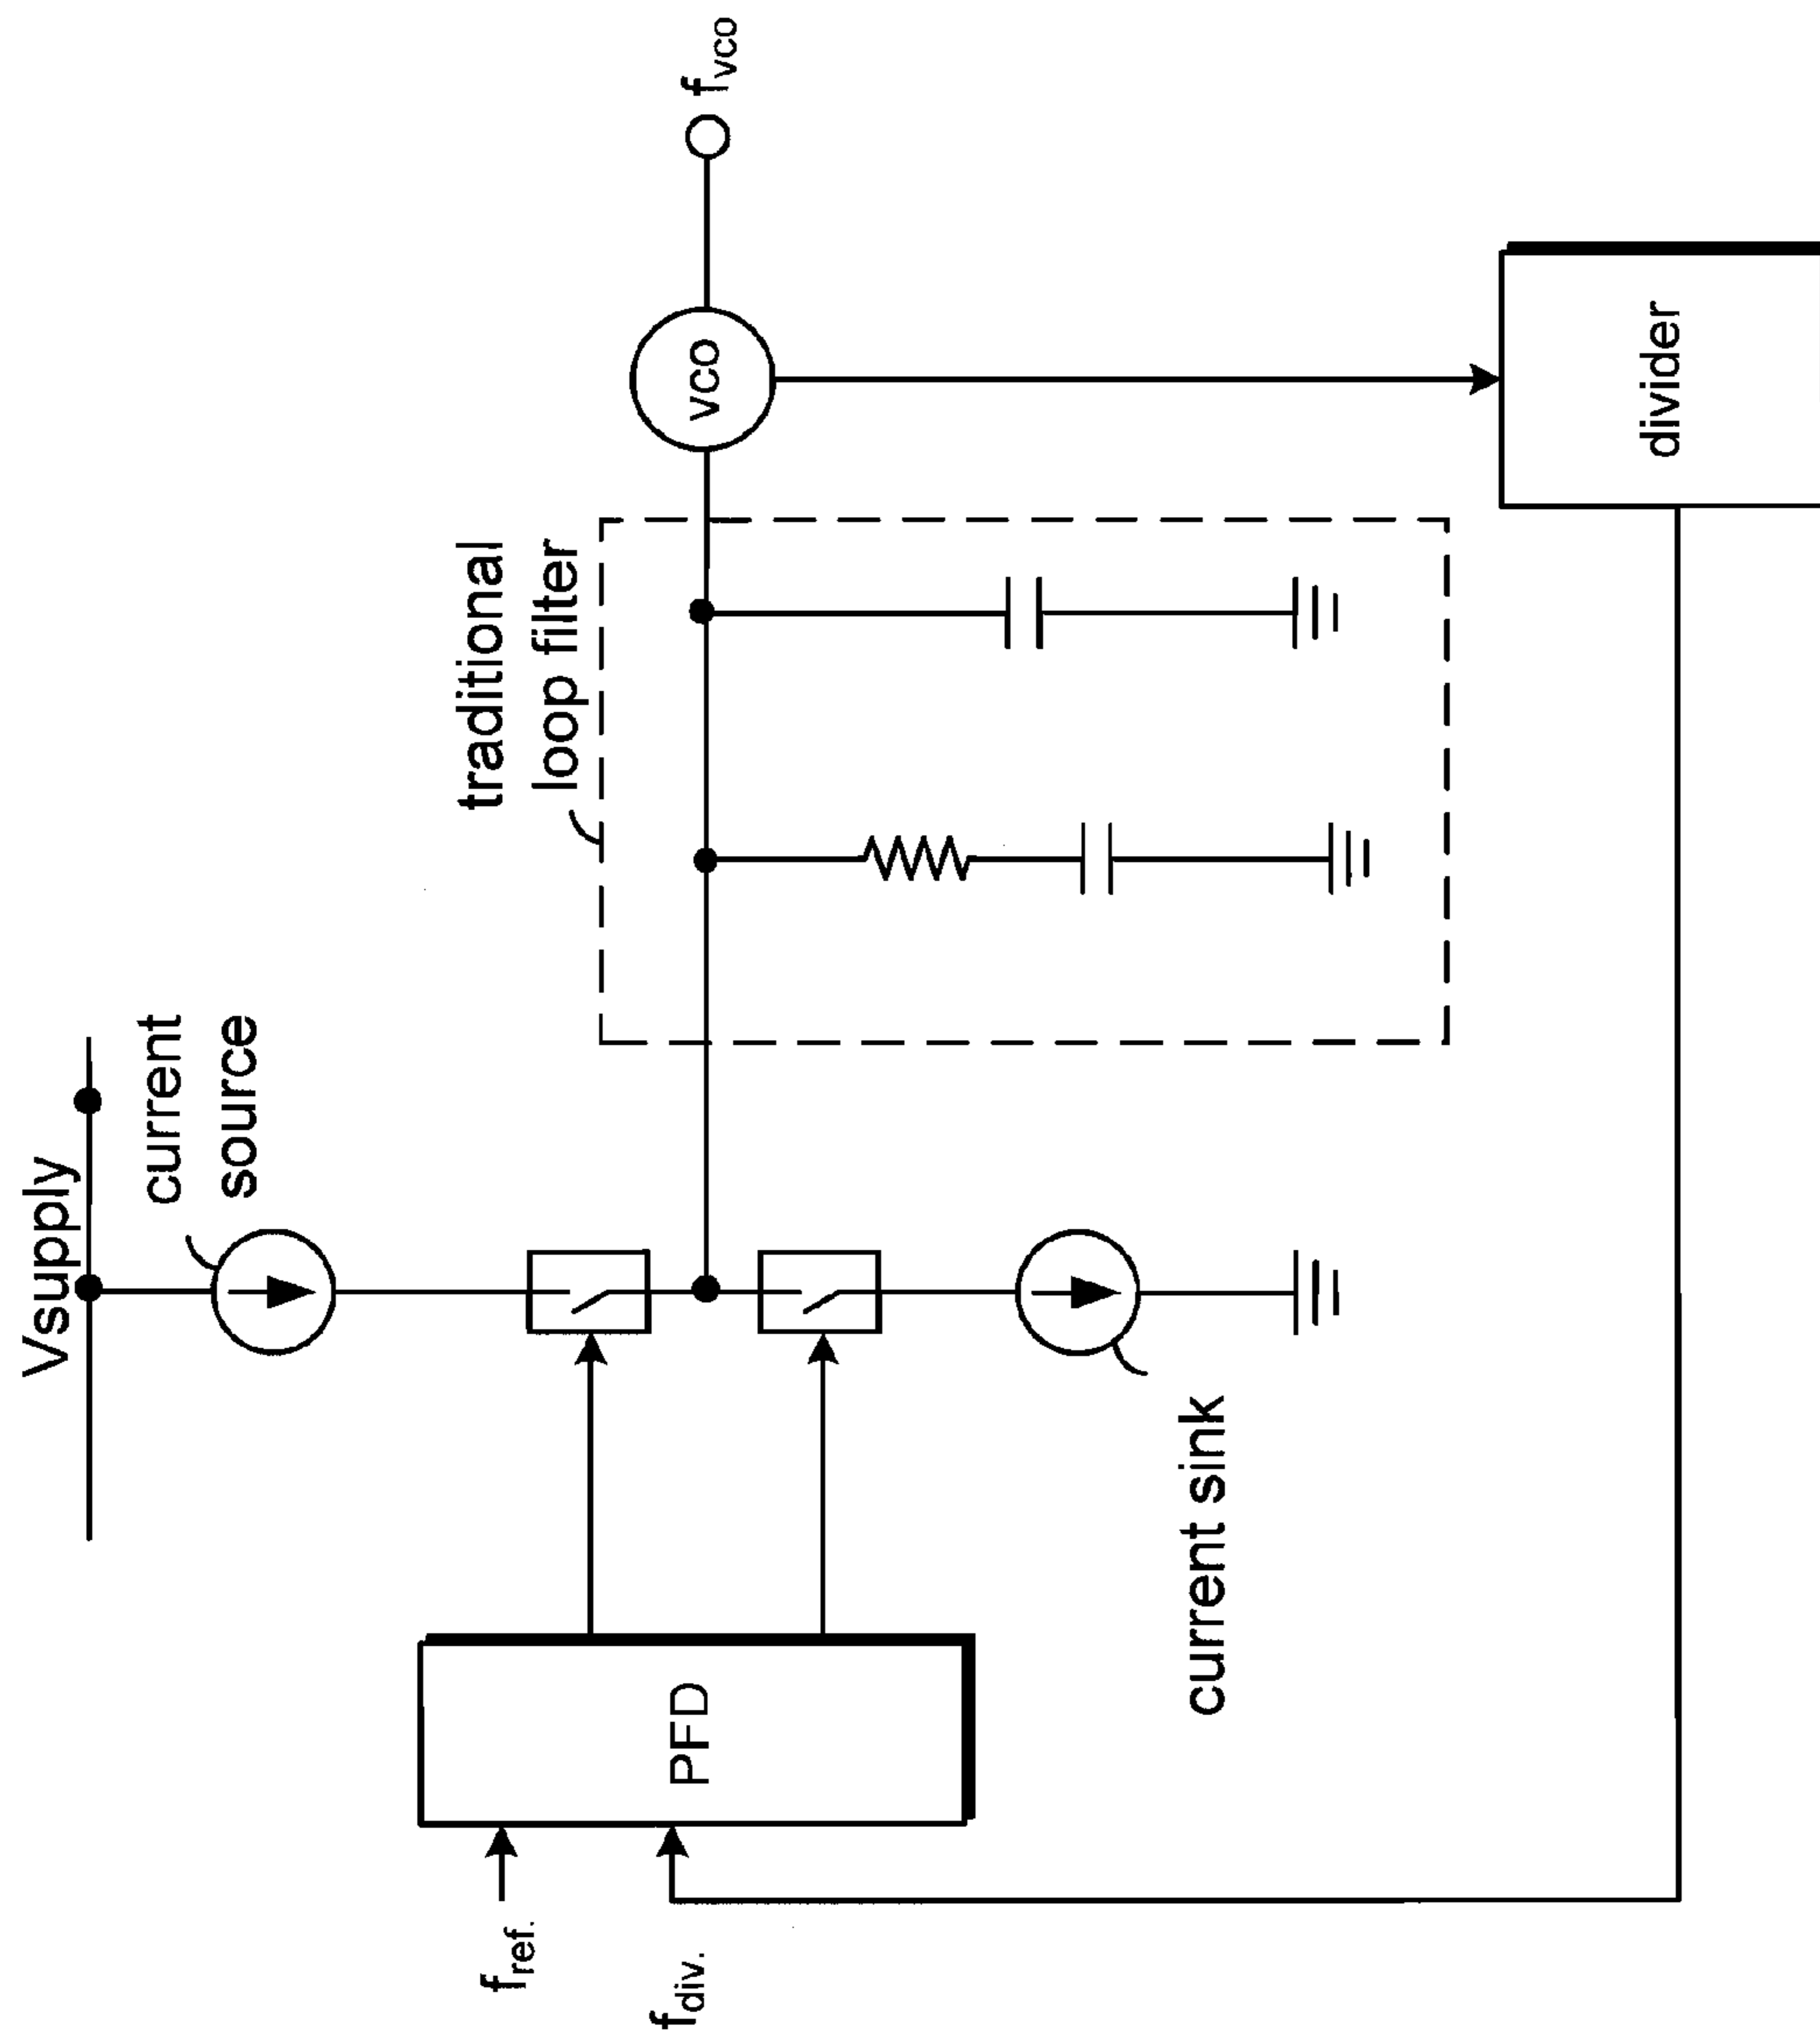 Vsupply
current
source
traditional
loop filter
f_ref.
f_div.
PFD
vco
f_vco
current sink
divider